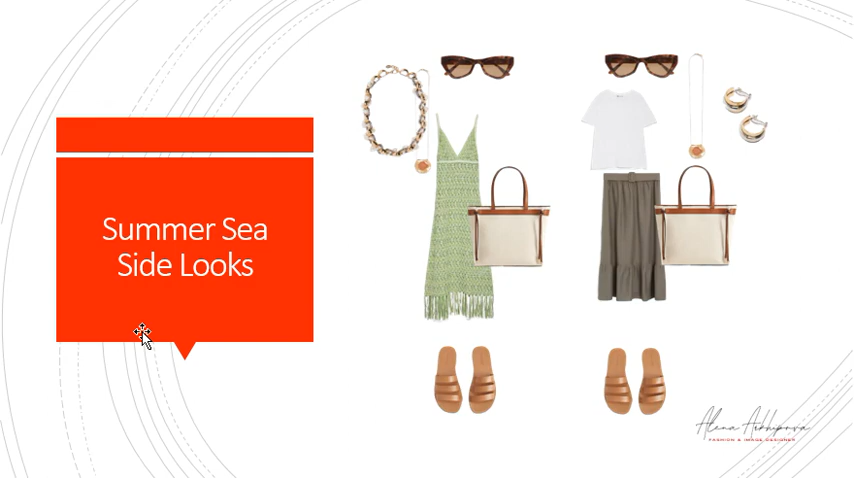 Summer Sea
Side Looks
Alena Arkhipova
FASHION & IMAGE DESIGNER